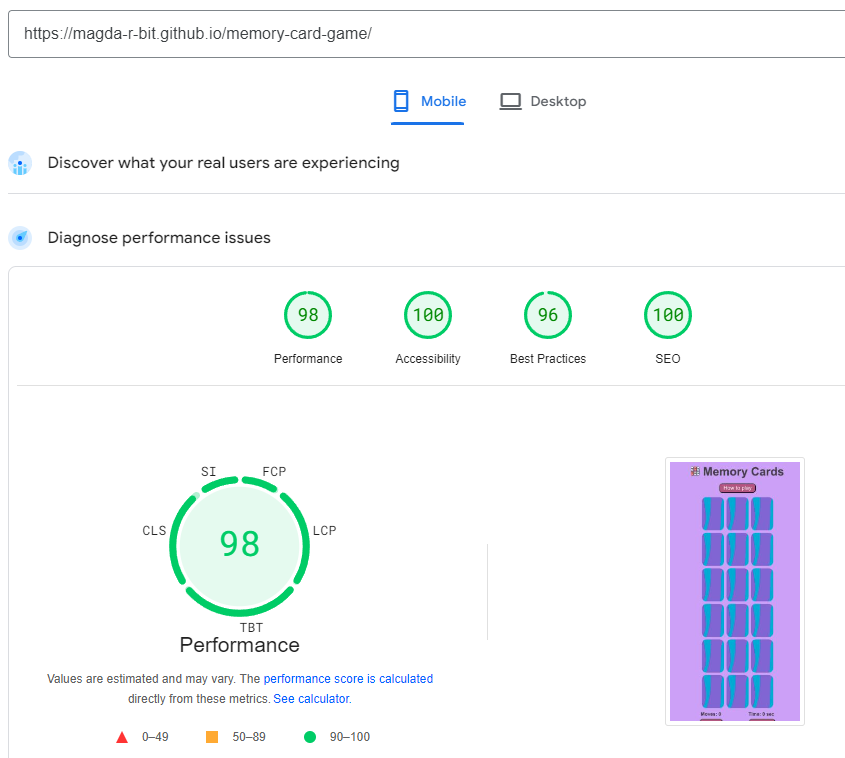 https://magda-r-bit.github.io/memory-card-game/
Mobile Desktop
Discover what your real users are experiencing
Diagnose performance issues
98 100 96 100
Performance Accessibility Best Practices SEO
SI FCP
CLS LCP
98
TBT
Performance
Values are estimated and may vary. The performance score is calculated
directly from these metrics. See calculator.
0–49 50–89 90–100
Memory Cards
How to play
Moves: 0 Time: 0 sec